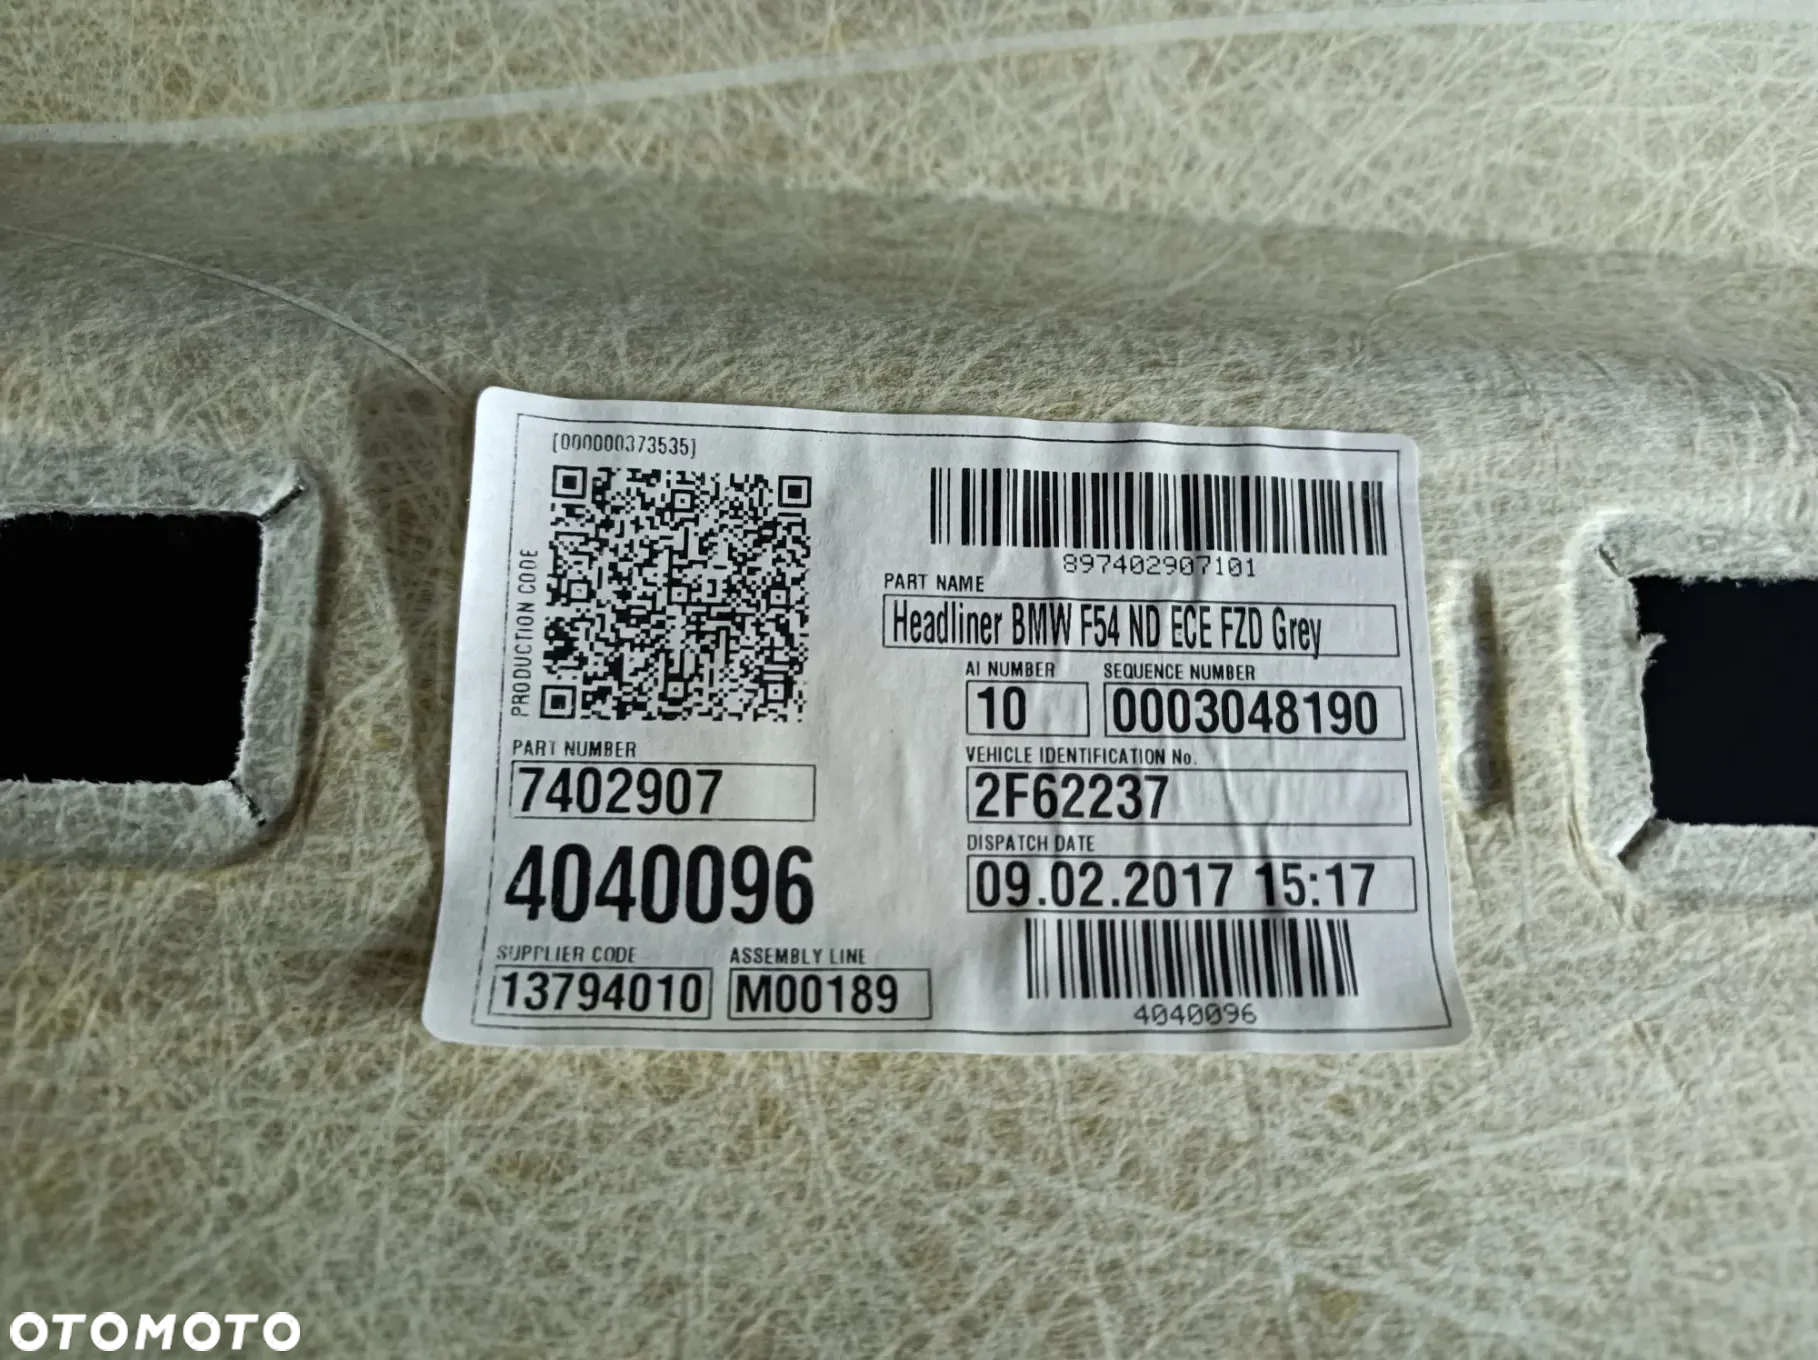 [000000373535]
PRODUCTION CODE
897402907101
PART NAME
Headliner BMW F54 ND ECE FZD Grey
AI NUMBER
SEQUENCE NUMBER
10
0003048190
PART NUMBER
7402907
VEHICLE IDENTIFICATION No.
2F62237
4040096
DISPATCH DATE
09.02.2017 15:17
SUPPLIER CODE
ASSEMBLY LINE
13794010
M00189
4040096
OTOMOTO